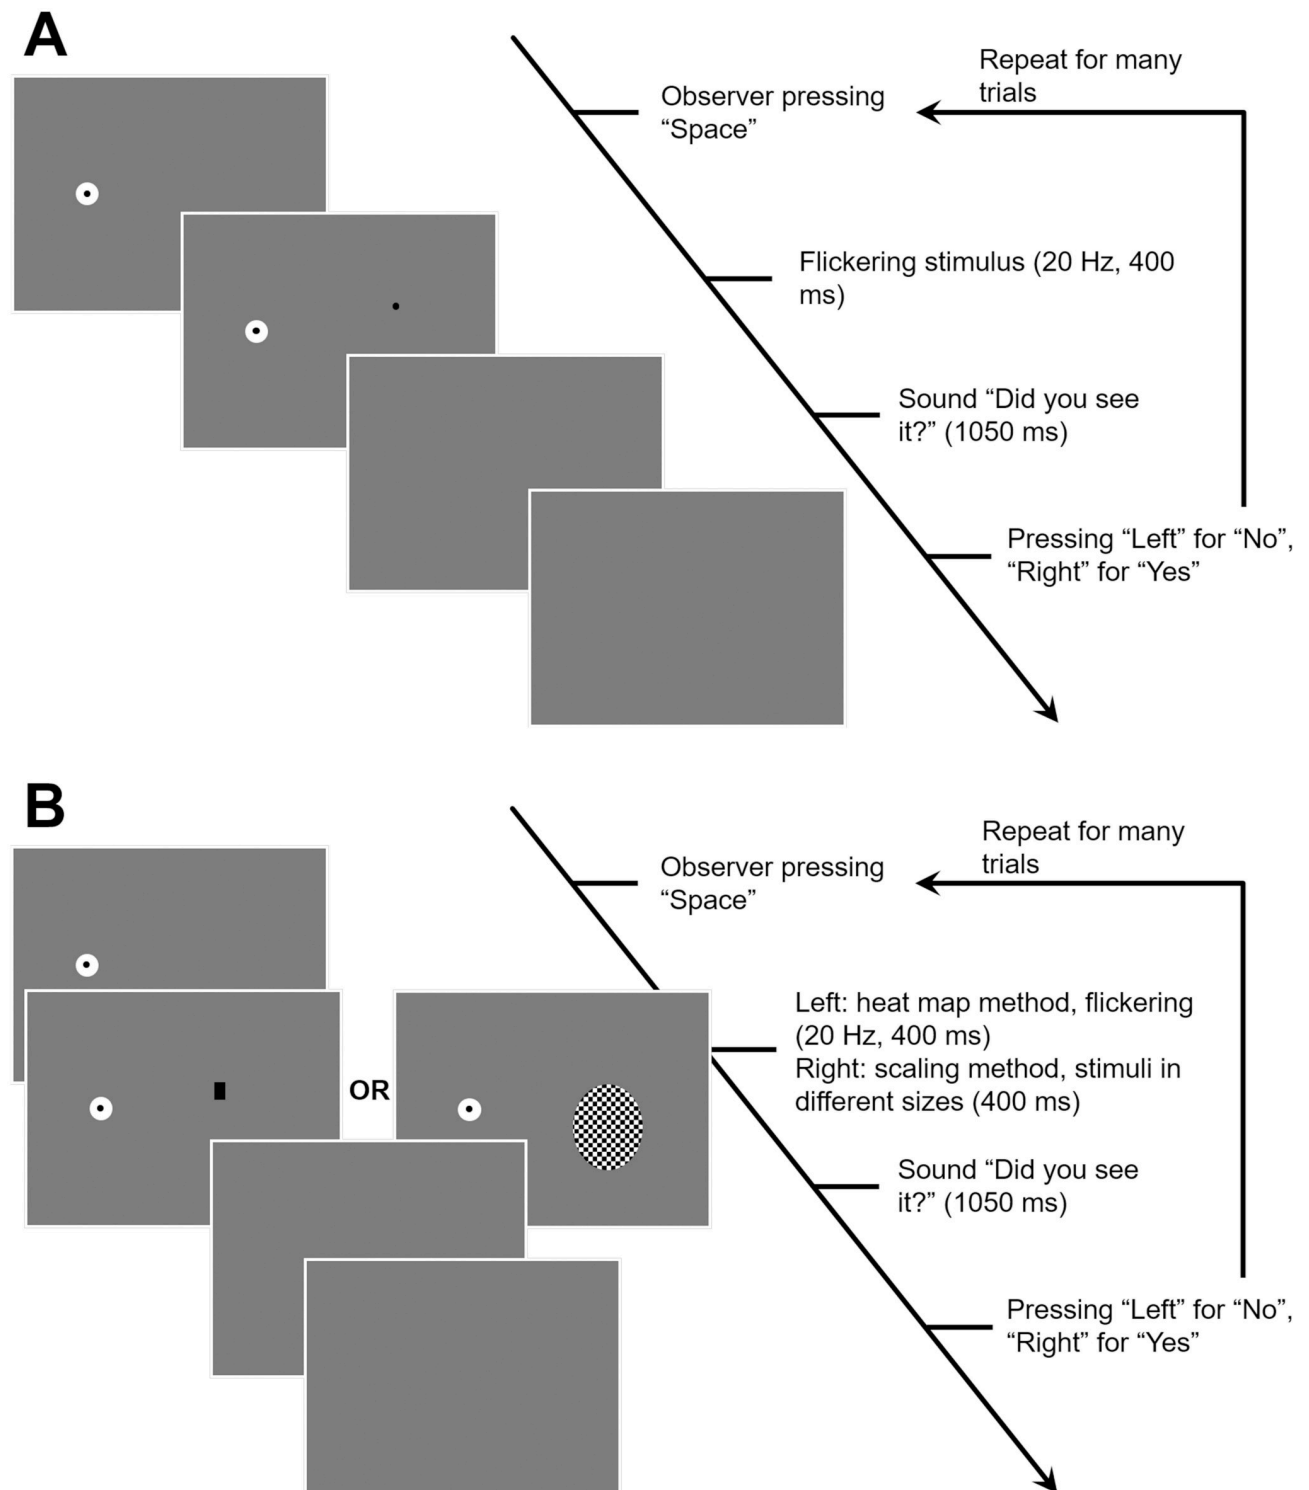 A
Repeat for many
trials
Observer pressing
“Space”
Flickering stimulus (20 Hz, 400
ms)
Sound “Did you see
it?” (1050 ms)
Pressing “Left” for “No”,
“Right” for “Yes”
B
Repeat for many
trials
Observer pressing
“Space”
OR
Left: heat map method, flickering
(20 Hz, 400 ms)
Right: scaling method, stimuli in
different sizes (400 ms)
Sound “Did you see
it?” (1050 ms)
Pressing “Left” for “No”,
“Right” for “Yes”